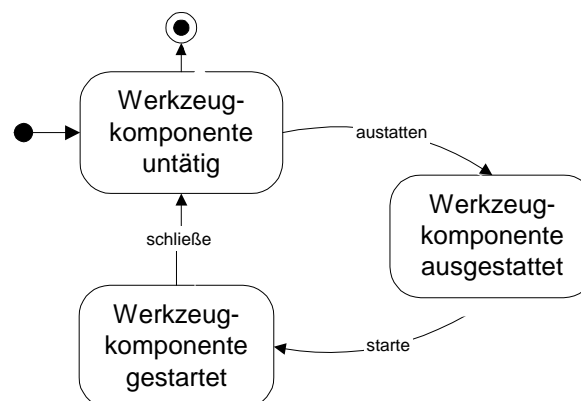 Werkzeug-
komponente
untätig
austatten
Werkzeug-
komponente
ausgestattet
schließe
Werkzeug-
komponente
gestartet
starte